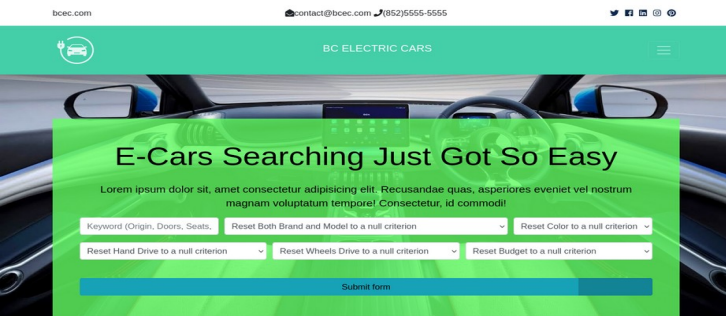 bcec.com
contact@bcec.com (852)5555-5555
BC ELECTRIC CARS
E-Cars Searching Just Got So Easy
Lorem ipsum dolor sit, amet consectetur adipisicing elit. Recusandae quas, asperiores eveniet vel nostrum
magnam voluptatum tempore! Consectetur, id commodi!
Keyword (Origin, Doors, Seats,
Reset Both Brand and Model to a null criterion
Reset Color to a null criterion
Reset Hand Drive to a null criterion
Reset Wheels Drive to a null criterion
Reset Budget to a null criterion
Submit form